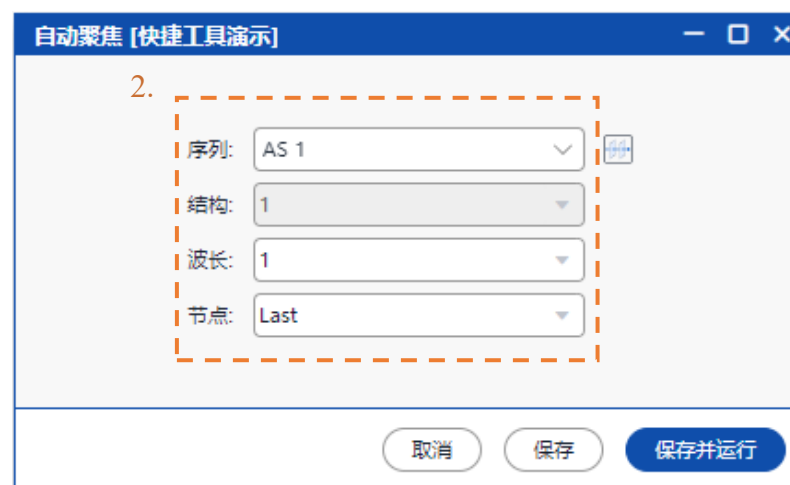 自动聚焦 [快捷工具演示]
2.
序列: AS 1
结构: 1
波长: 1
节点: Last
取消 保存 保存并运行